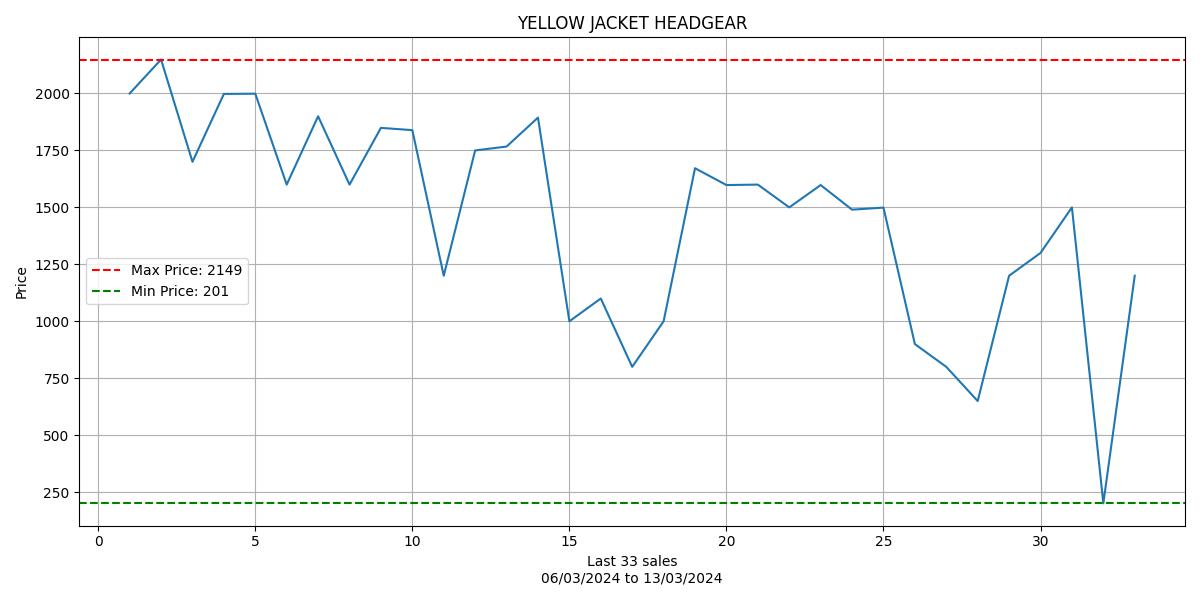 YELLOW JACKET HEADGEAR
2000
1750
1500
1250
1000
750
500
250
Price
Max Price: 2149
Min Price: 201
0 5 10 15 20 25 30
Last 33 sales
06/03/2024 to 13/03/2024